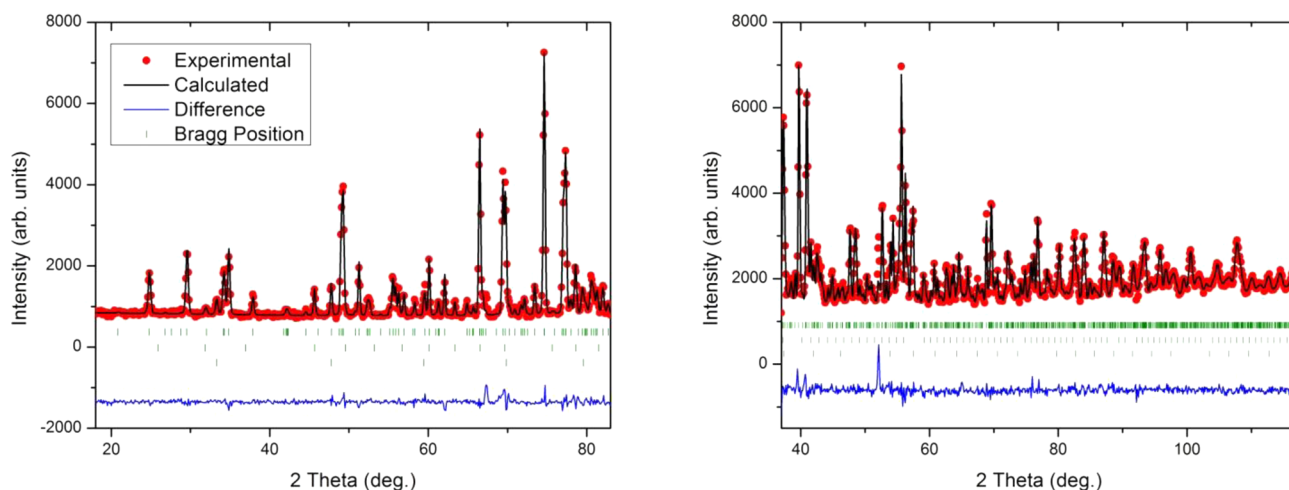 8000
6000
4000
2000
0
-2000
Intensity (arb. units)
Experimental
Calculated
Difference
Bragg Position
20
40
60
80
2 Theta (deg.)
8000
6000
4000
2000
0
Intensity (arb. units)
40
60
80
100
2 Theta (deg.)